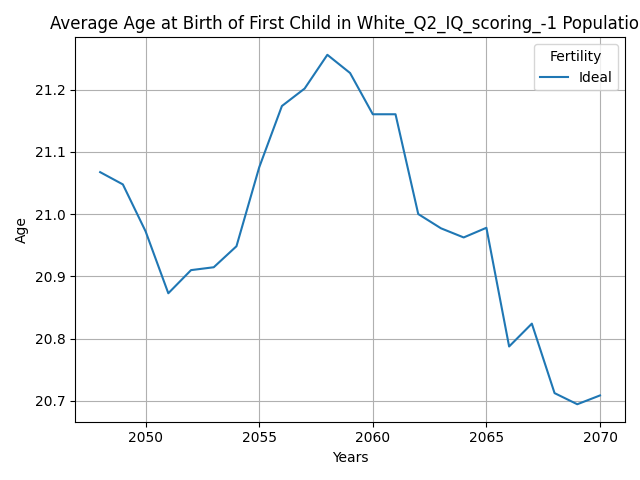 Average Age at Birth of First Child in White_Q2_IQ_scoring_-1 Populatio
Fertility
Ideal
21.2
21.1
21.0
20.9
20.8
20.7
Age
2050 2055 2060 2065 2070
Years